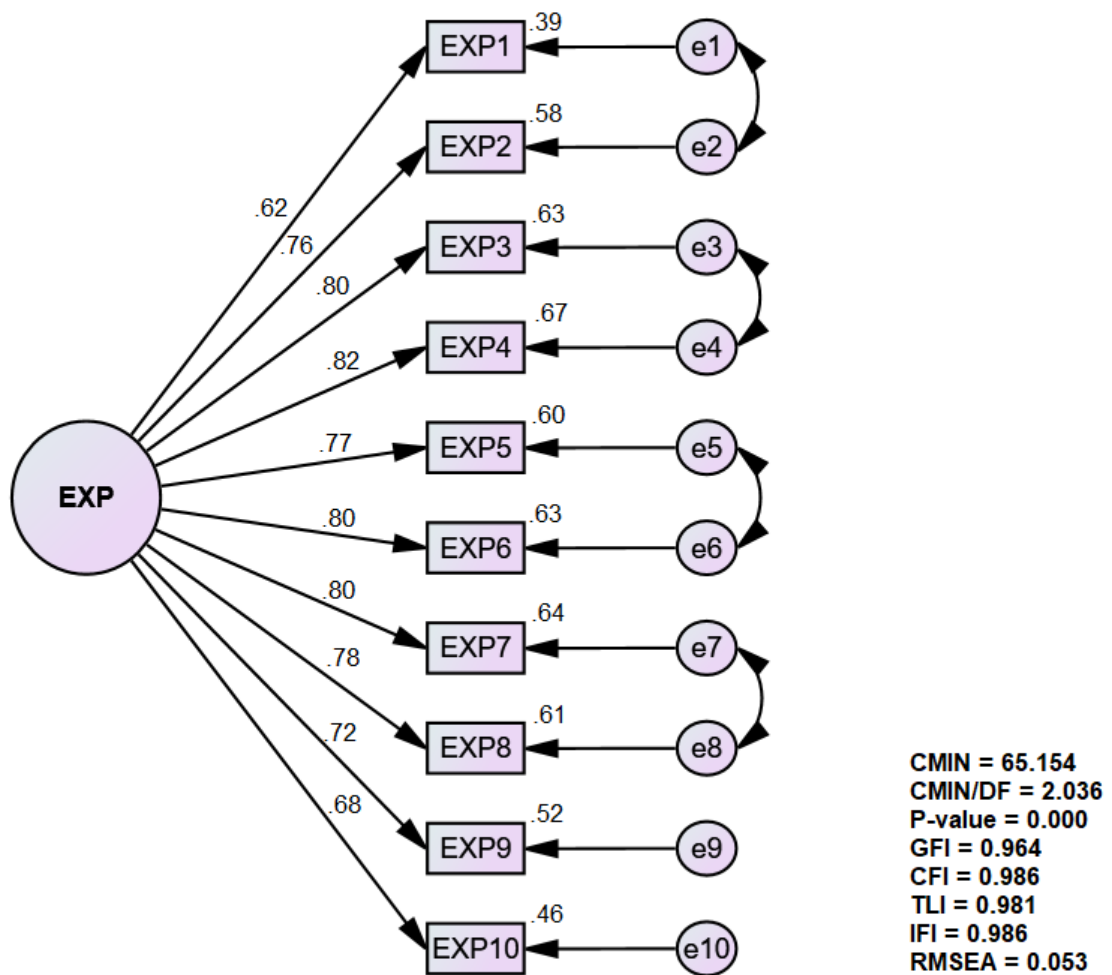 .39
EXP1
e1
.58
EXP2
e2
.62
.63
EXP3
e3
.76
.80
.67
EXP4
e4
.82
.60
EXP5
e5
.77
EXP
.63
EXP6
e6
.80
.80
.64
EXP7
e7
.78
.61
EXP8
e8
.72
.68
.52
EXP9
e9
.46
EXP10
e10
CMIN = 65.154
CMIN/DF = 2.036
P-value = 0.000
GFI = 0.964
CFI = 0.986
TLI = 0.981
IFI = 0.986
RMSEA = 0.053